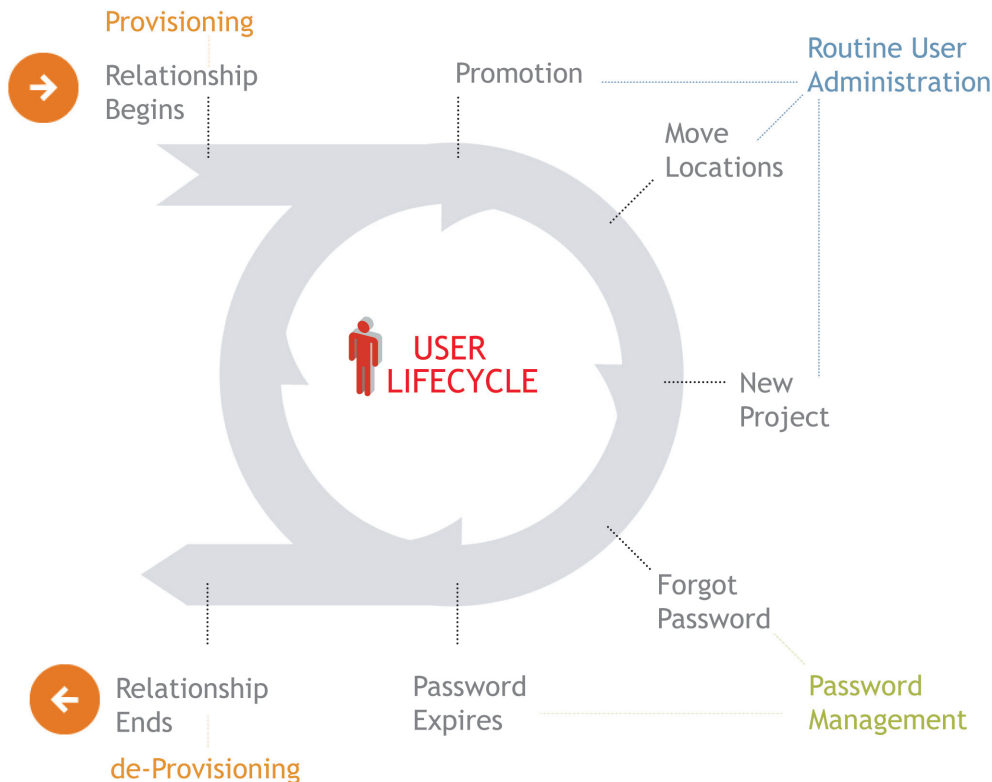 Provisioning
Relationship
Begins
Promotion
Routine User
Administration
Move
Locations
USER
LIFECYCLE
New
Project
Forgot
Password
Password
Management
Password
Expires
Relationship
Ends
de-Provisioning